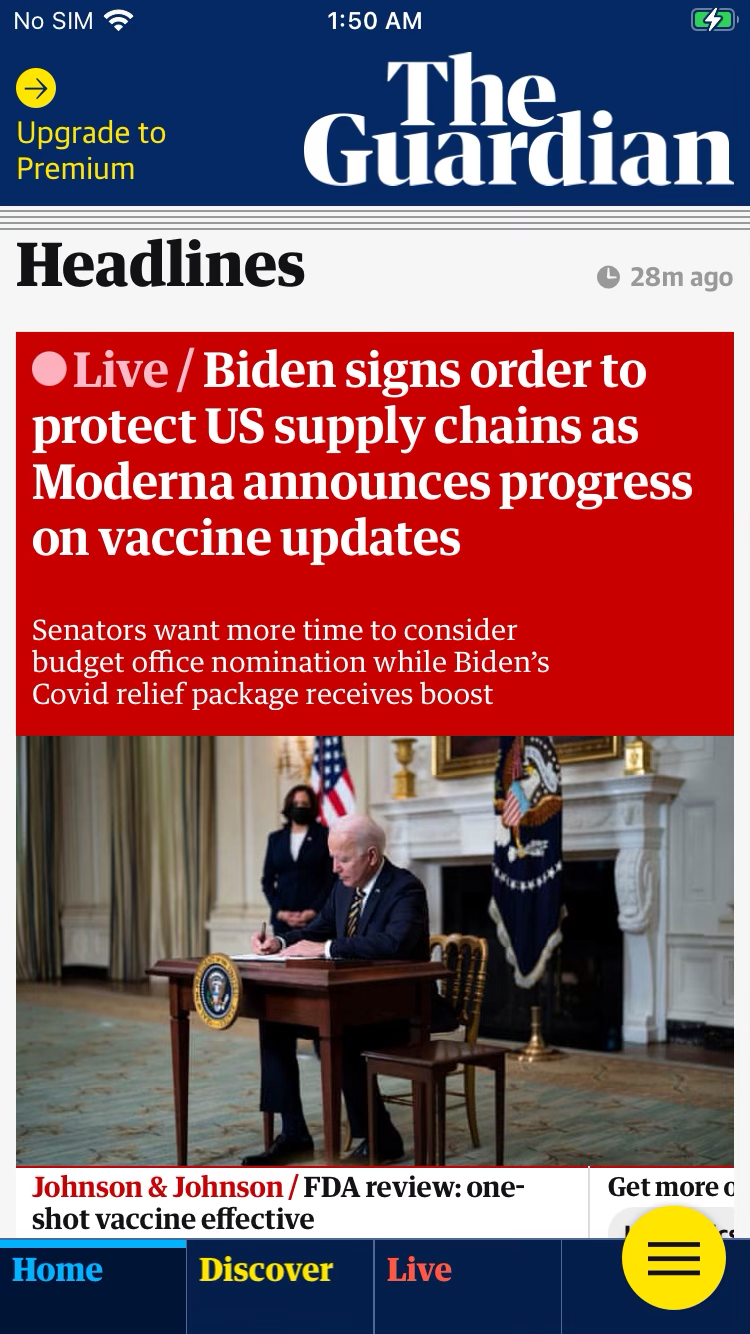 No SIM
1:50 AM
Upgrade to
Premium
The
Guardian
Headlines
28m ago
Live / Biden signs order to
protect US supply chains as
Moderna announces progress
on vaccine updates
Senators want more time to consider
budget office nomination while Biden’s
Covid relief package receives boost
Johnson & Johnson / FDA review: one-
shot vaccine effective
Get more
Home
Discover
Live